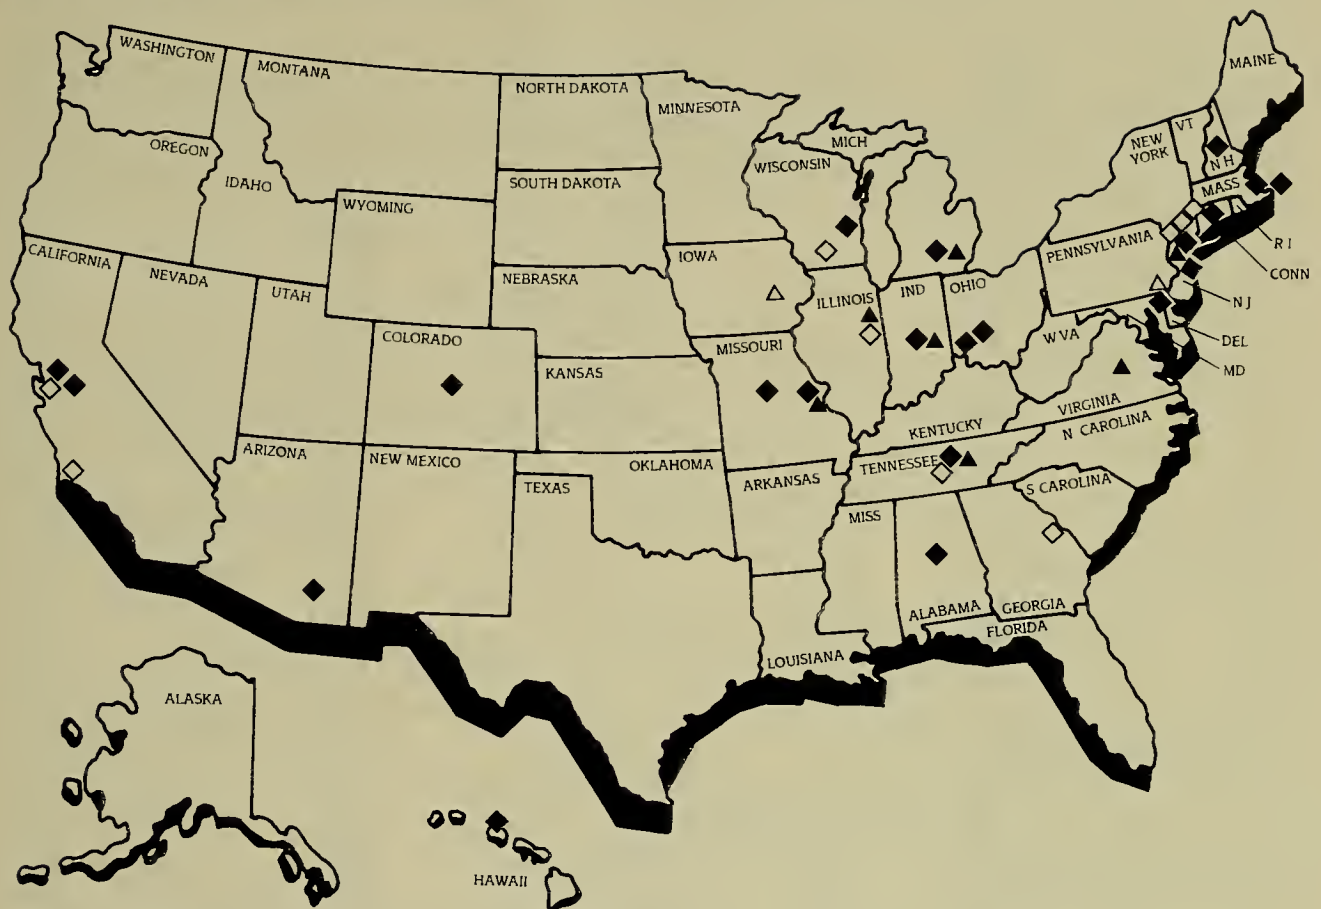 WASHINGTON
MONTANA
NORTH DAKOTA
MINNESOTA
MAINE
OREGON
IDAHO
SOUTH DAKOTA
WISCONSIN
MICH
NEW
YORK
VT
N H
MASS
WYOMING
CALIFORNIA
NEVADA
UTAH
NEBRASKA
IOWA
ILLINOIS
IND
OHIO
PENNSYLVANIA
R I
CONN
N J
DEL
MD
COLORADO
KANSAS
MISSOURI
W VA
VIRGINIA
KENTUCKY
N CAROLINA
ARIZONA
NEW MEXICO
OKLAHOMA
TEXAS
ARKANSAS
TENNESSEE
S CAROLINA
MISS
ALABAMA
GEORGIA
FLORIDA
LOUISIANA
ALASKA
HAWAII